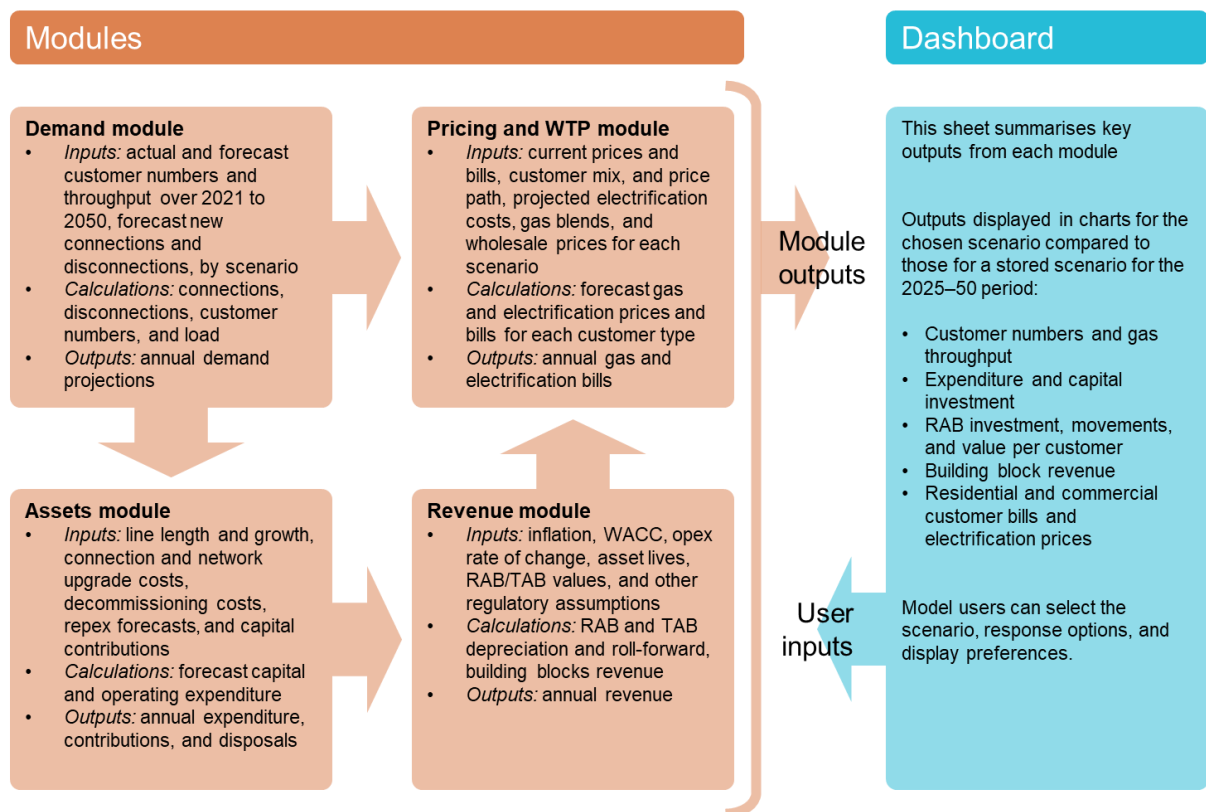 Modules
Demand module
• Inputs: actual and forecast
customer numbers and
throughput over 2021 to
2050, forecast new
connections and
disconnections, by scenario
• Calculations: connections,
disconnections, customer
numbers, and load
• Outputs: annual demand
projections
Pricing and WTP module
• Inputs: current prices and
bills, customer mix, and price
path, projected electrification
costs, gas blends, and
wholesale prices for each
scenario
• Calculations: forecast gas
and electrification prices and
bills for each customer type
• Outputs: annual gas and
electrification bills
Assets module
• Inputs: line length and growth,
connection and network
upgrade costs,
decommissioning costs,
repex forecasts, and capital
contributions
• Calculations: forecast capital
and operating expenditure
• Outputs: annual expenditure,
contributions, and disposals
Revenue module
• Inputs: inflation, WACC, opex
rate of change, asset lives,
RAB/TAB values, and other
regulatory assumptions
• Calculations: RAB and TAB
depreciation and roll-forward,
building blocks revenue
• Outputs: annual revenue
Module
outputs
User
inputs
Dashboard
This sheet summarises key
outputs from each module
Outputs displayed in charts for the
chosen scenario compared to
those for a stored scenario for the
2025–50 period:
• Customer numbers and gas
throughput
• Expenditure and capital
investment
• RAB investment, movements,
and value per customer
• Building block revenue
• Residential and commercial
customer bills and
electrification prices
Model users can select the
scenario, response options, and
display preferences.